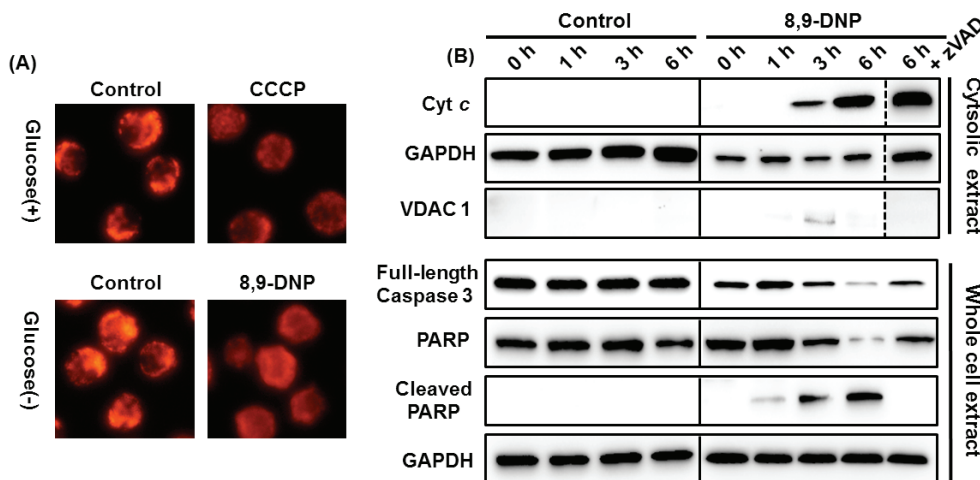 (A)
Control
CCCP
Glucose(+)
Control
8,9-DNP
Glucose(-)
(B)
Control
8,9-DNP
0 h
1 h
3 h
6 h
0 h
1 h
3 h
6 h
6 h
+ zVAD
Cyt c
GAPDH
VDAC 1
Cytsolic extract
Full-length
Caspase 3
PARP
Cleaved
PARP
GAPDH
Whole cell extract